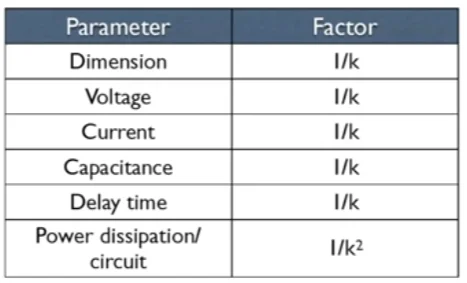 Parameter Factor
Dimension 1/k
Voltage 1/k
Current 1/k
Capacitance 1/k
Delay time 1/k
Power dissipation/
circuit 1/k²